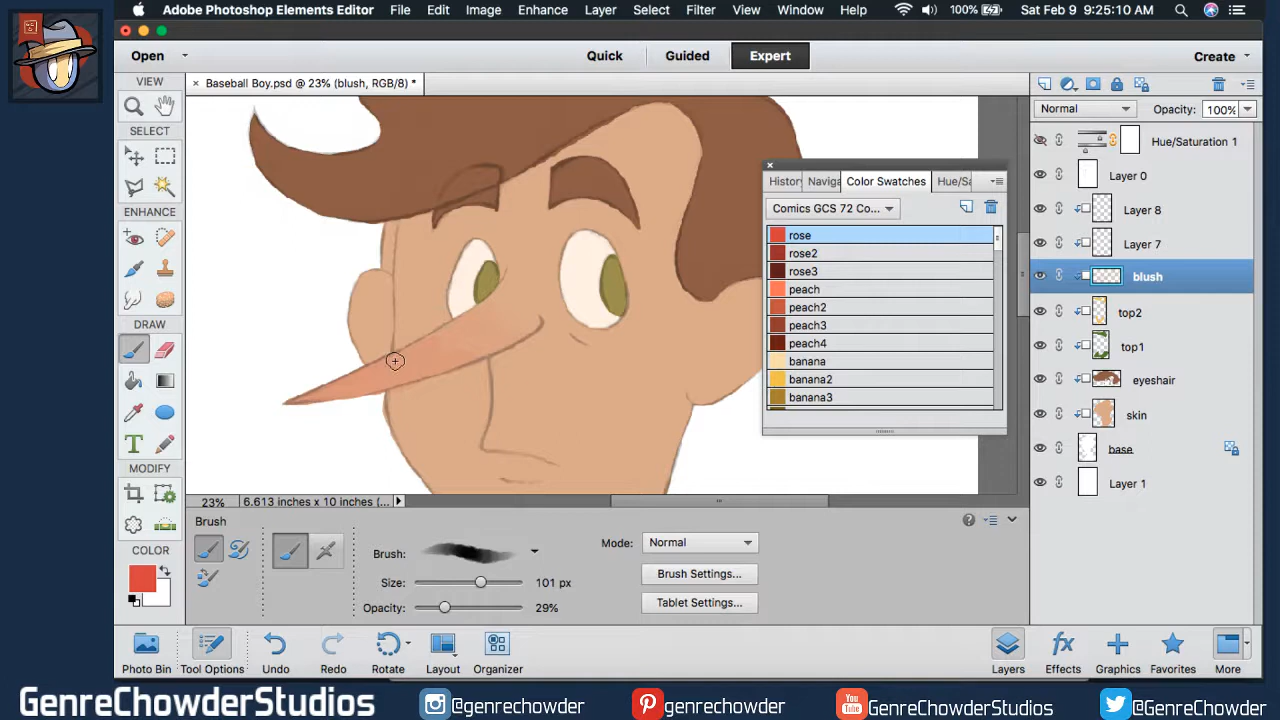 Adobe Photoshop Elements Editor File Edit Image Enhance Layer Select Filter View Window Help 100% Sat Feb 9 9:25:10 AM
Open Quick Guided Expert Create
VIEW
× Baseball Boy.psd @ 23% (blush, RGB/8) *
SELECT
ENHANCE
DRAW
T
MODIFY
COLOR
Normal Opacity: 100%
Hue/Saturation 1
Layer 0
Layer 8
Layer 7
blush
top2
top1
eyeshair
skin
base
Layer 1
History Naviga Color Swatches Hue/Sa
Comics GCS 72 Co...
rose
rose2
rose3
peach
peach2
peach3
peach4
banana
banana2
banana3
23% 6.613 inches x 10 inches (...
Brush
Brush:
Size: 101 px
Opacity: 29%
Mode: Normal
Brush Settings...
Tablet Settings...
Photo Bin Tool Options Undo Redo Rotate Layout Organizer Layers Effects Graphics Favorites More
GenreChowderStudios @genrechowder genrechowder GenreChowderStudios @GenreChowder